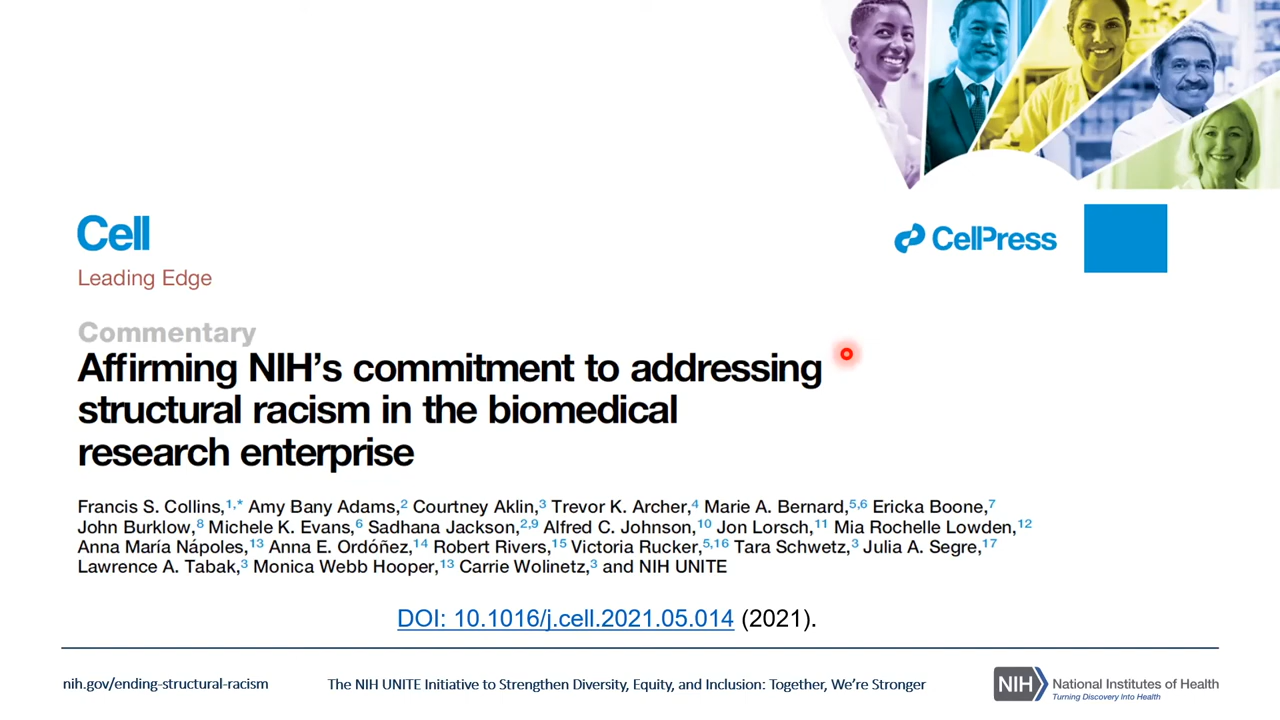 Cell
Leading Edge
CellPress
Commentary
Affirming NIH's commitment to addressing
structural racism in the biomedical
research enterprise
Francis S. Collins,1,* Amy Bany Adams,2 Courtney Aklin,3 Trevor K. Archer,4 Marie A. Bernard,5,6 Ericka Boone,7
John Burklow,8 Michele K. Evans,6 Sadhana Jackson,2,9 Alfred C. Johnson,10 Jon Lorsch,11 Mia Rochelle Lowden,12
Anna María Nápoles,13 Anna E. Ordóñez,14 Robert Rivers,15 Victoria Rucker,5,16 Tara Schwetz,3 Julia A. Segre,17
Lawrence A. Tabak,3 Monica Webb Hooper,13 Carrie Wolinetz,3 and NIH UNITE
DOI: 10.1016/j.cell.2021.05.014 (2021).
nih.gov/ending-structural-racism
The NIH UNITE Initiative to Strengthen Diversity, Equity, and Inclusion: Together, We're Stronger
NIH
National Institutes of Health
Turning Discovery Into Health